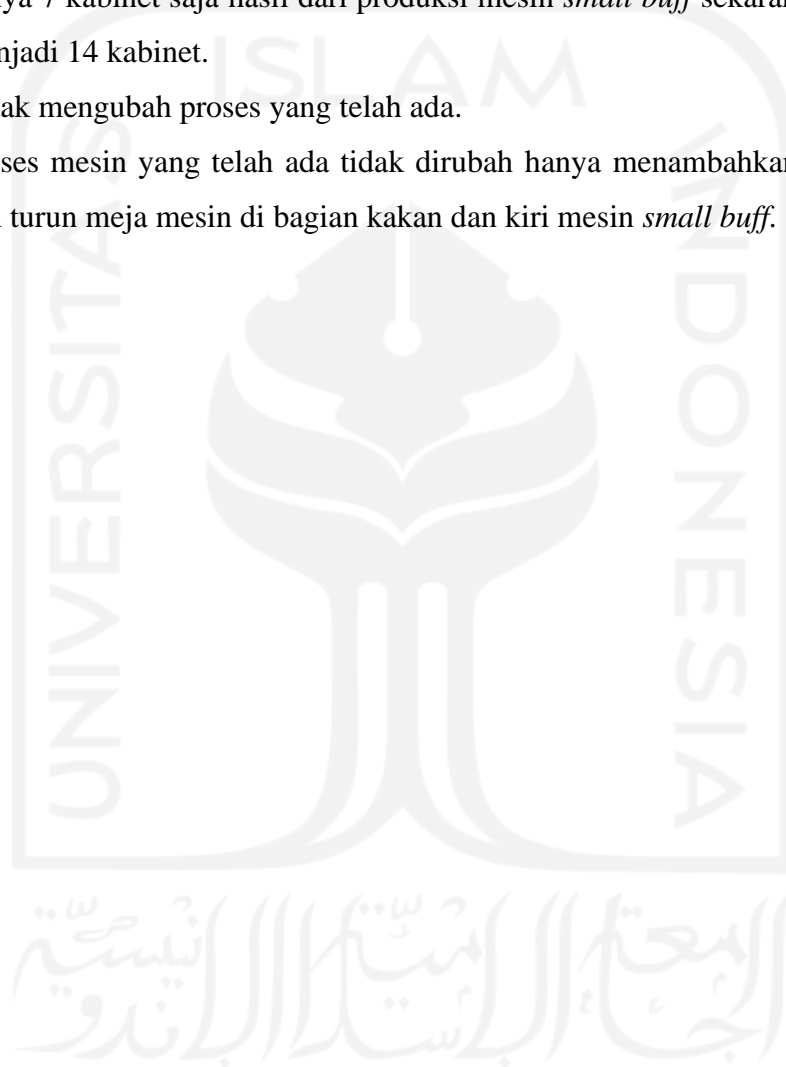 ya 7 kabinet saja hasil dari produksi mesin small buff sekara
njadi 14 kabinet.
ak mengubah proses yang telah ada.
ses mesin yang telah ada tidak dirubah hanya menambahkan
turun meja mesin di bagian kakan dan kiri mesin small buff.
ISLAM
UNIVERSITAS
INDONESIA